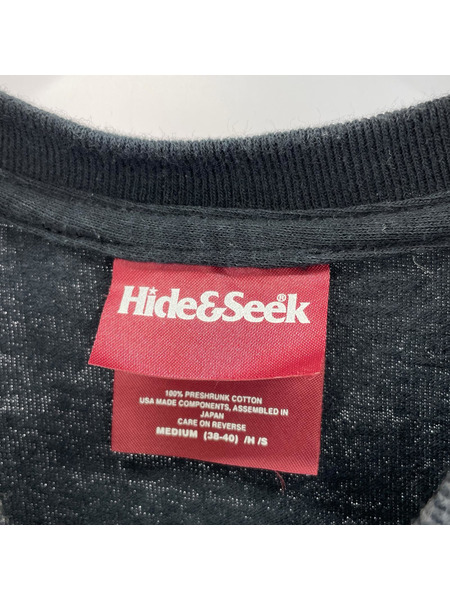 Hide&Seek®
100% PRESHRUNK COTTON
USA MADE COMPONENTS, ASSEMBLED IN
JAPAN
CARE ON REVERSE
MEDIUM (38-40) /H /S